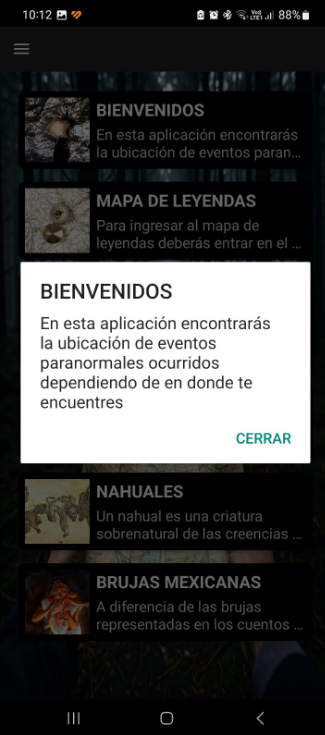 10:12 88%
BIENVENIDOS
En esta aplicación encontrarás
la ubicación de eventos paran...
MAPA DE LEYENDAS
Para ingresar al mapa de
leyendas deberás entrar en el ...
BIENVENIDOS
En esta aplicación encontrarás
la ubicación de eventos
paranormales ocurridos
dependiendo de en donde te
encuentres
CERRAR
NAHUALES
Un nahual es una criatura
sobrenatural de las creencias ...
BRUJAS MEXICANAS
A diferencia de las brujas
representadas en los cuentos ...